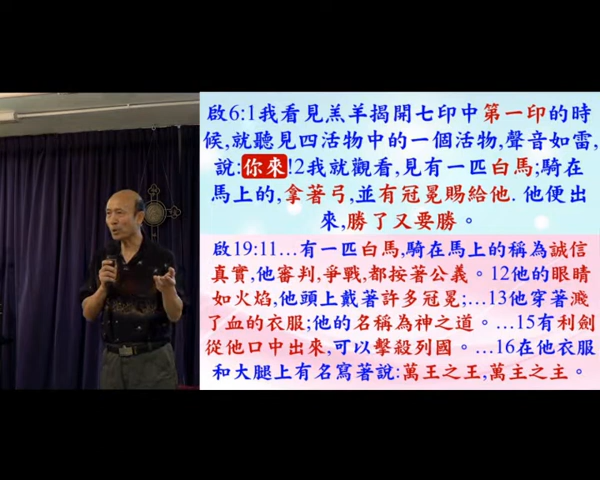 啟6:1我看見羔羊揭開七印中第一印的時
候,就聽見四活物中的一個活物,聲音如雷,
說:你來!2我就觀看,見有一匹白馬;騎在
馬上的,拿著弓,並有冠冕賜給他. 他便出
來,勝了又要勝。
啟19:11…有一匹白馬,騎在馬上的稱為誠信
真實,他審判,爭戰,都按著公義。12他的眼睛
如火焰,他頭上戴著許多冠冕;…13他穿著濺
了血的衣服;他的名稱為神之道。…15有利劍
從他口中出來,可以擊殺列國。…16在他衣服
和大腿上有名寫著說:萬王之王,萬主之主。